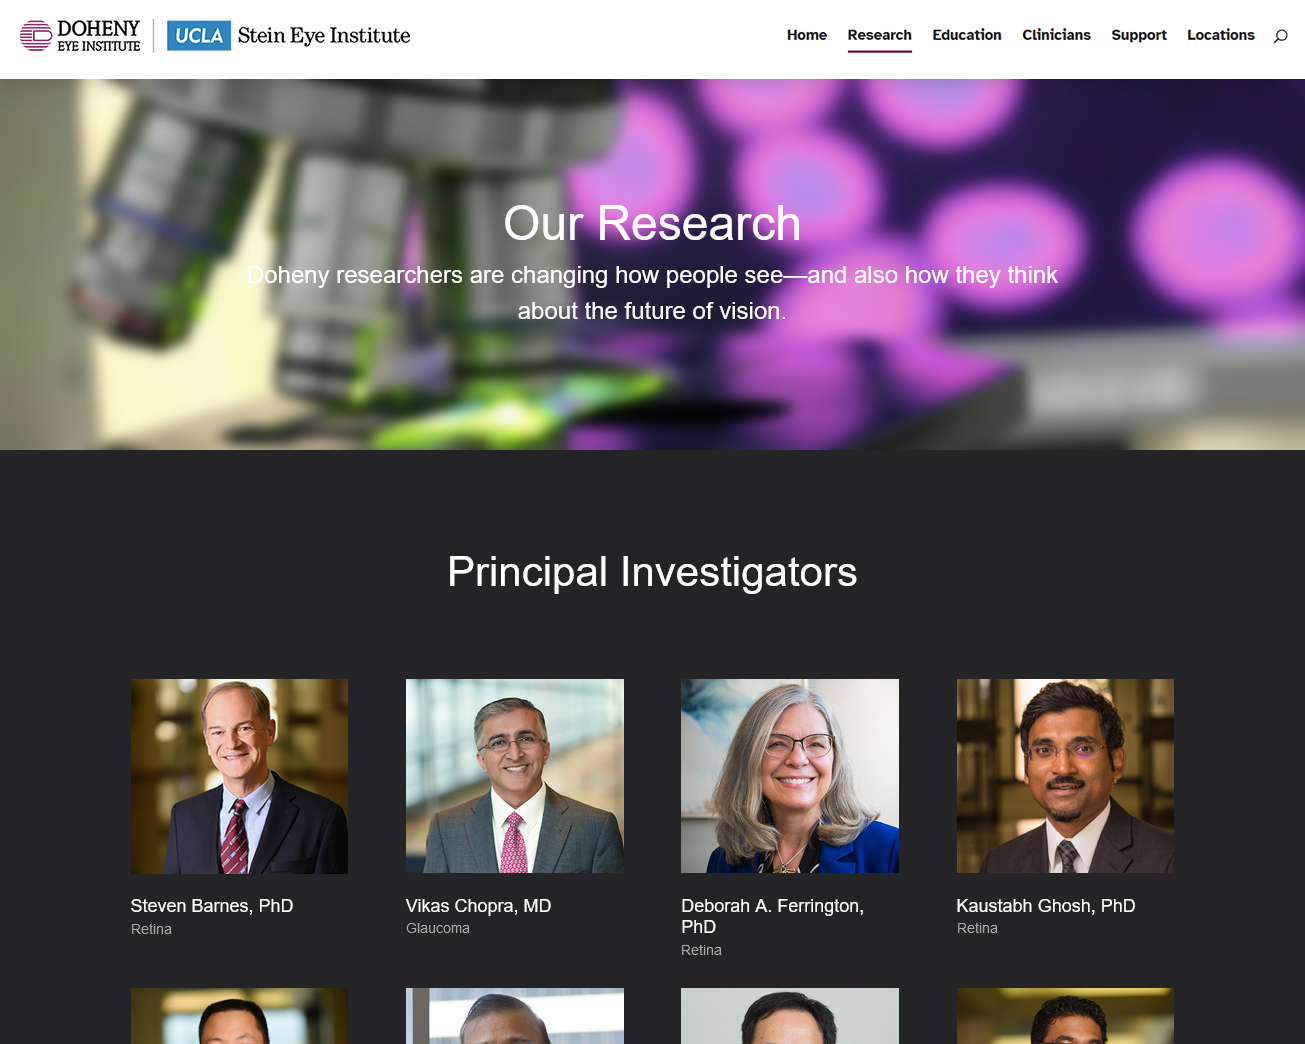 DOHENY
EYE INSTITUTE
UCLA Stein Eye Institute
Home Research Education Clinicians Support Locations
Our Research
Doheny researchers are changing how people see—and also how they think
about the future of vision.
Principal Investigators
Steven Barnes, PhD
Retina
Vikas Chopra, MD
Glaucoma
Deborah A. Ferrington,
PhD
Retina
Kaustabh Ghosh, PhD
Retina